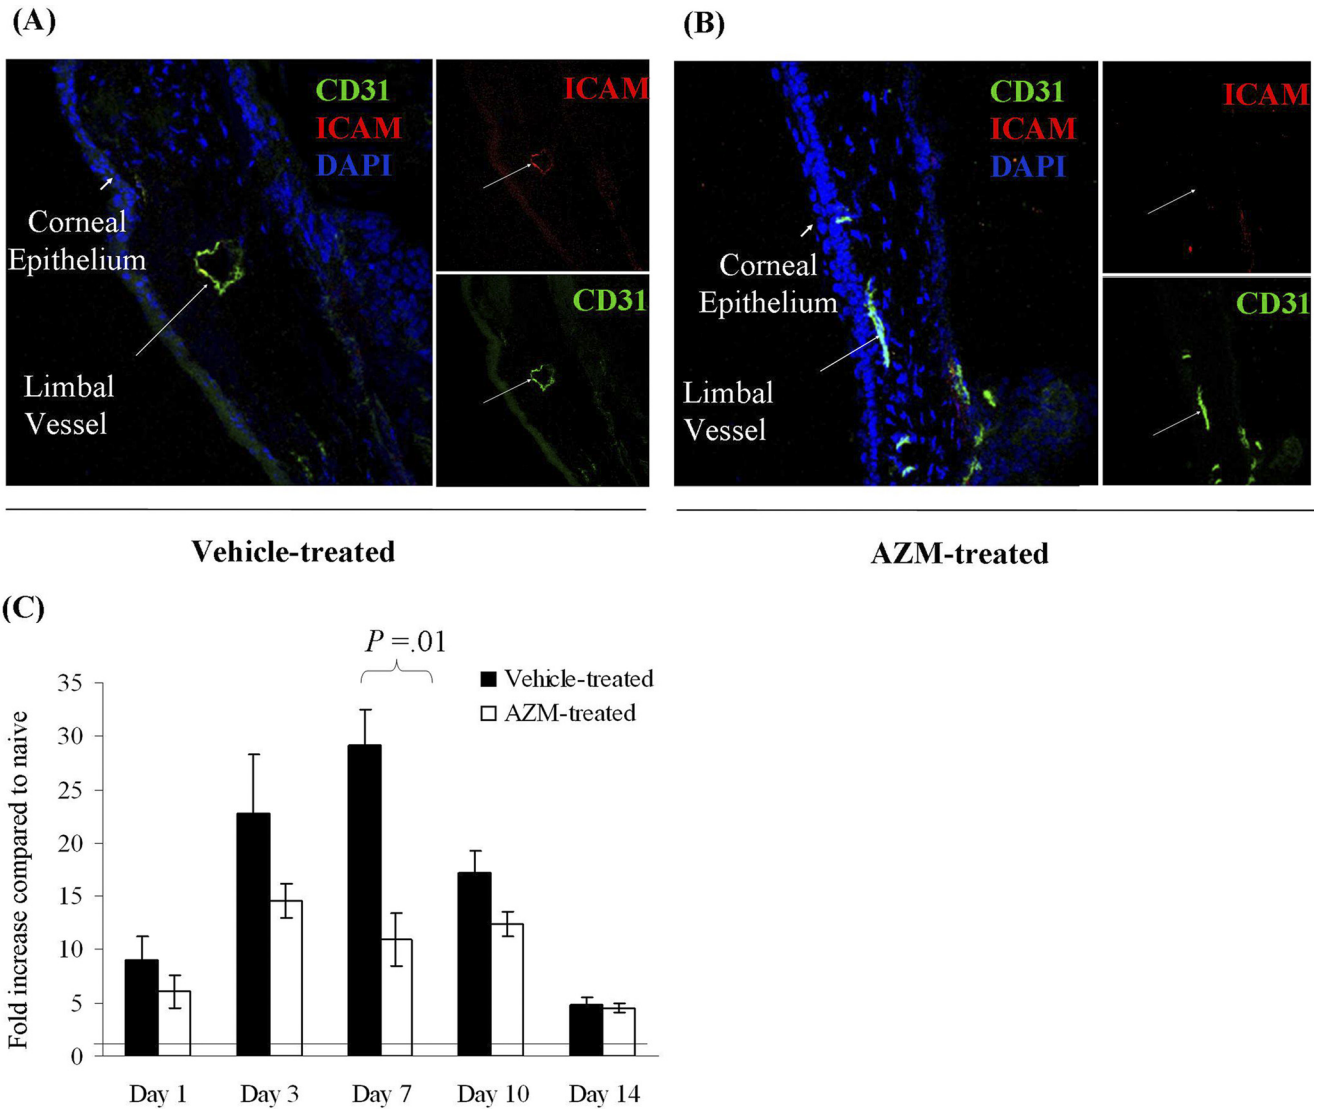 (A)
CD31
ICAM
DAPI
Corneal
Epithelium
Limbal
Vessel
ICAM
CD31
Vehicle-treated
(B)
CD31
ICAM
DAPI
Corneal
Epithelium
Limbal
Vessel
ICAM
CD31
AZM-treated
(C)
P =.01
Vehicle-treated
AZM-treated
Fold increase compared to naive
35
30
25
20
15
10
5
0
Day 1 Day 3 Day 7 Day 10 Day 14